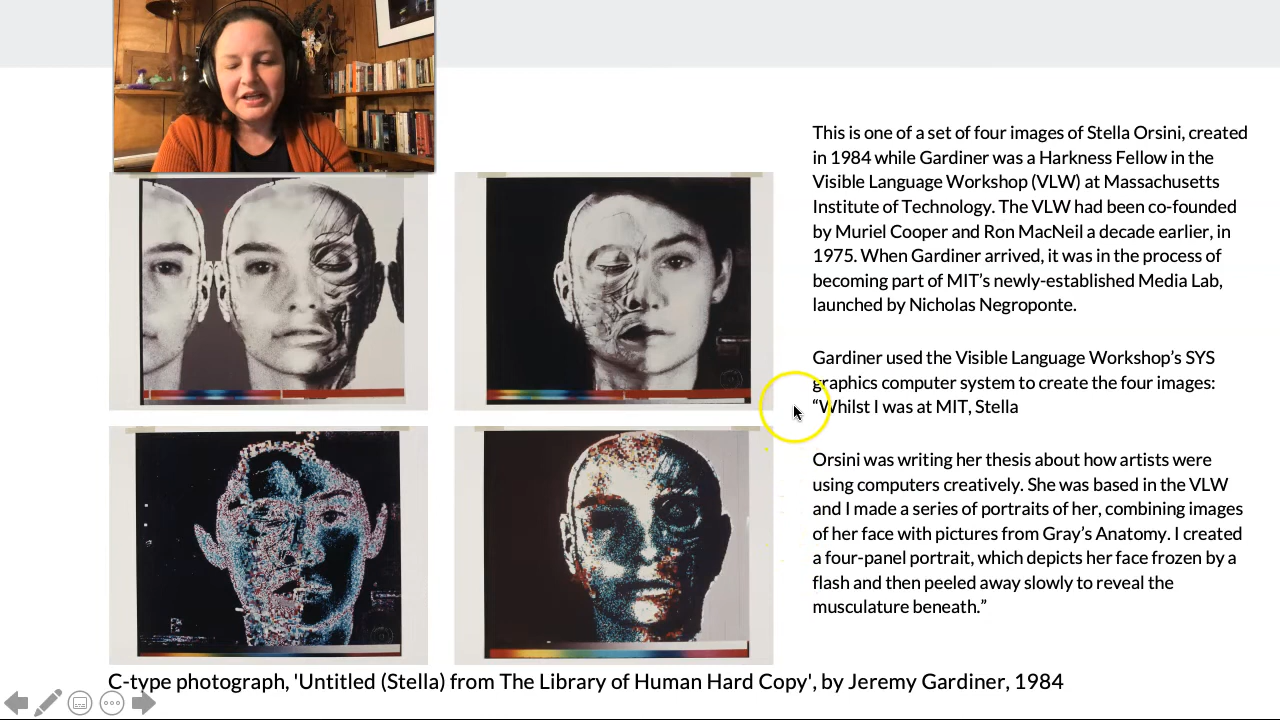 This is one of a set of four images of Stella Orsini, created
in 1984 while Gardiner was a Harkness Fellow in the
Visible Language Workshop (VLW) at Massachusetts
Institute of Technology. The VLW had been co-founded
by Muriel Cooper and Ron MacNeil a decade earlier, in
1975. When Gardiner arrived, it was in the process of
becoming part of MIT’s newly-established Media Lab,
launched by Nicholas Negroponte.
Gardiner used the Visible Language Workshop’s SYS
graphics computer system to create the four images:
“Whilst I was at MIT, Stella
Orsini was writing her thesis about how artists were
using computers creatively. She was based in the VLW
and I made a series of portraits of her, combining images
of her face with pictures from Gray’s Anatomy. I created
a four-panel portrait, which depicts her face frozen by a
flash and then peeled away slowly to reveal the
musculature beneath.”
C-type photograph, 'Untitled (Stella) from The Library of Human Hard Copy', by Jeremy Gardiner, 1984